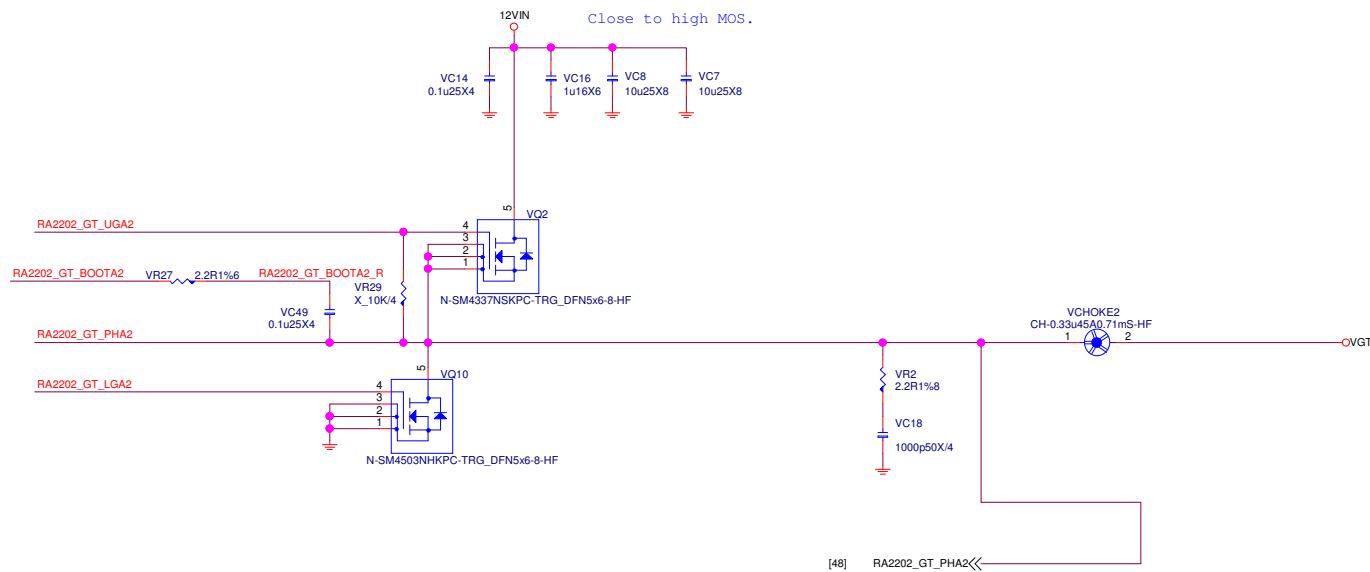 12VIN
Close to high MOS.
VC14
0.1u25X4
VC16
1u16X6
VC8
10u25X8
VC7
10u25X8
RA2202_GT_UGA2
5
VQ2
4
3
2
1
RA2202_GT_BOOTA2
VR27
2.2R1%6
RA2202_GT_BOOTA2_R
VR29
X_10K/4
N-SM4337NSKPC-TRG_DFN5x6-8-HF
VC49
0.1u25X4
RA2202_GT_PHA2
VCHOKE2
CH-0.33u45A0.71mS-HF
1
2
VGT
5
VQ10
RA2202_GT_LGA2
4
3
2
1
N-SM4503NHKPC-TRG_DFN5x6-8-HF
VR2
2.2R1%8
VC18
1000p50X/4
[48]
RA2202_GT_PHA2